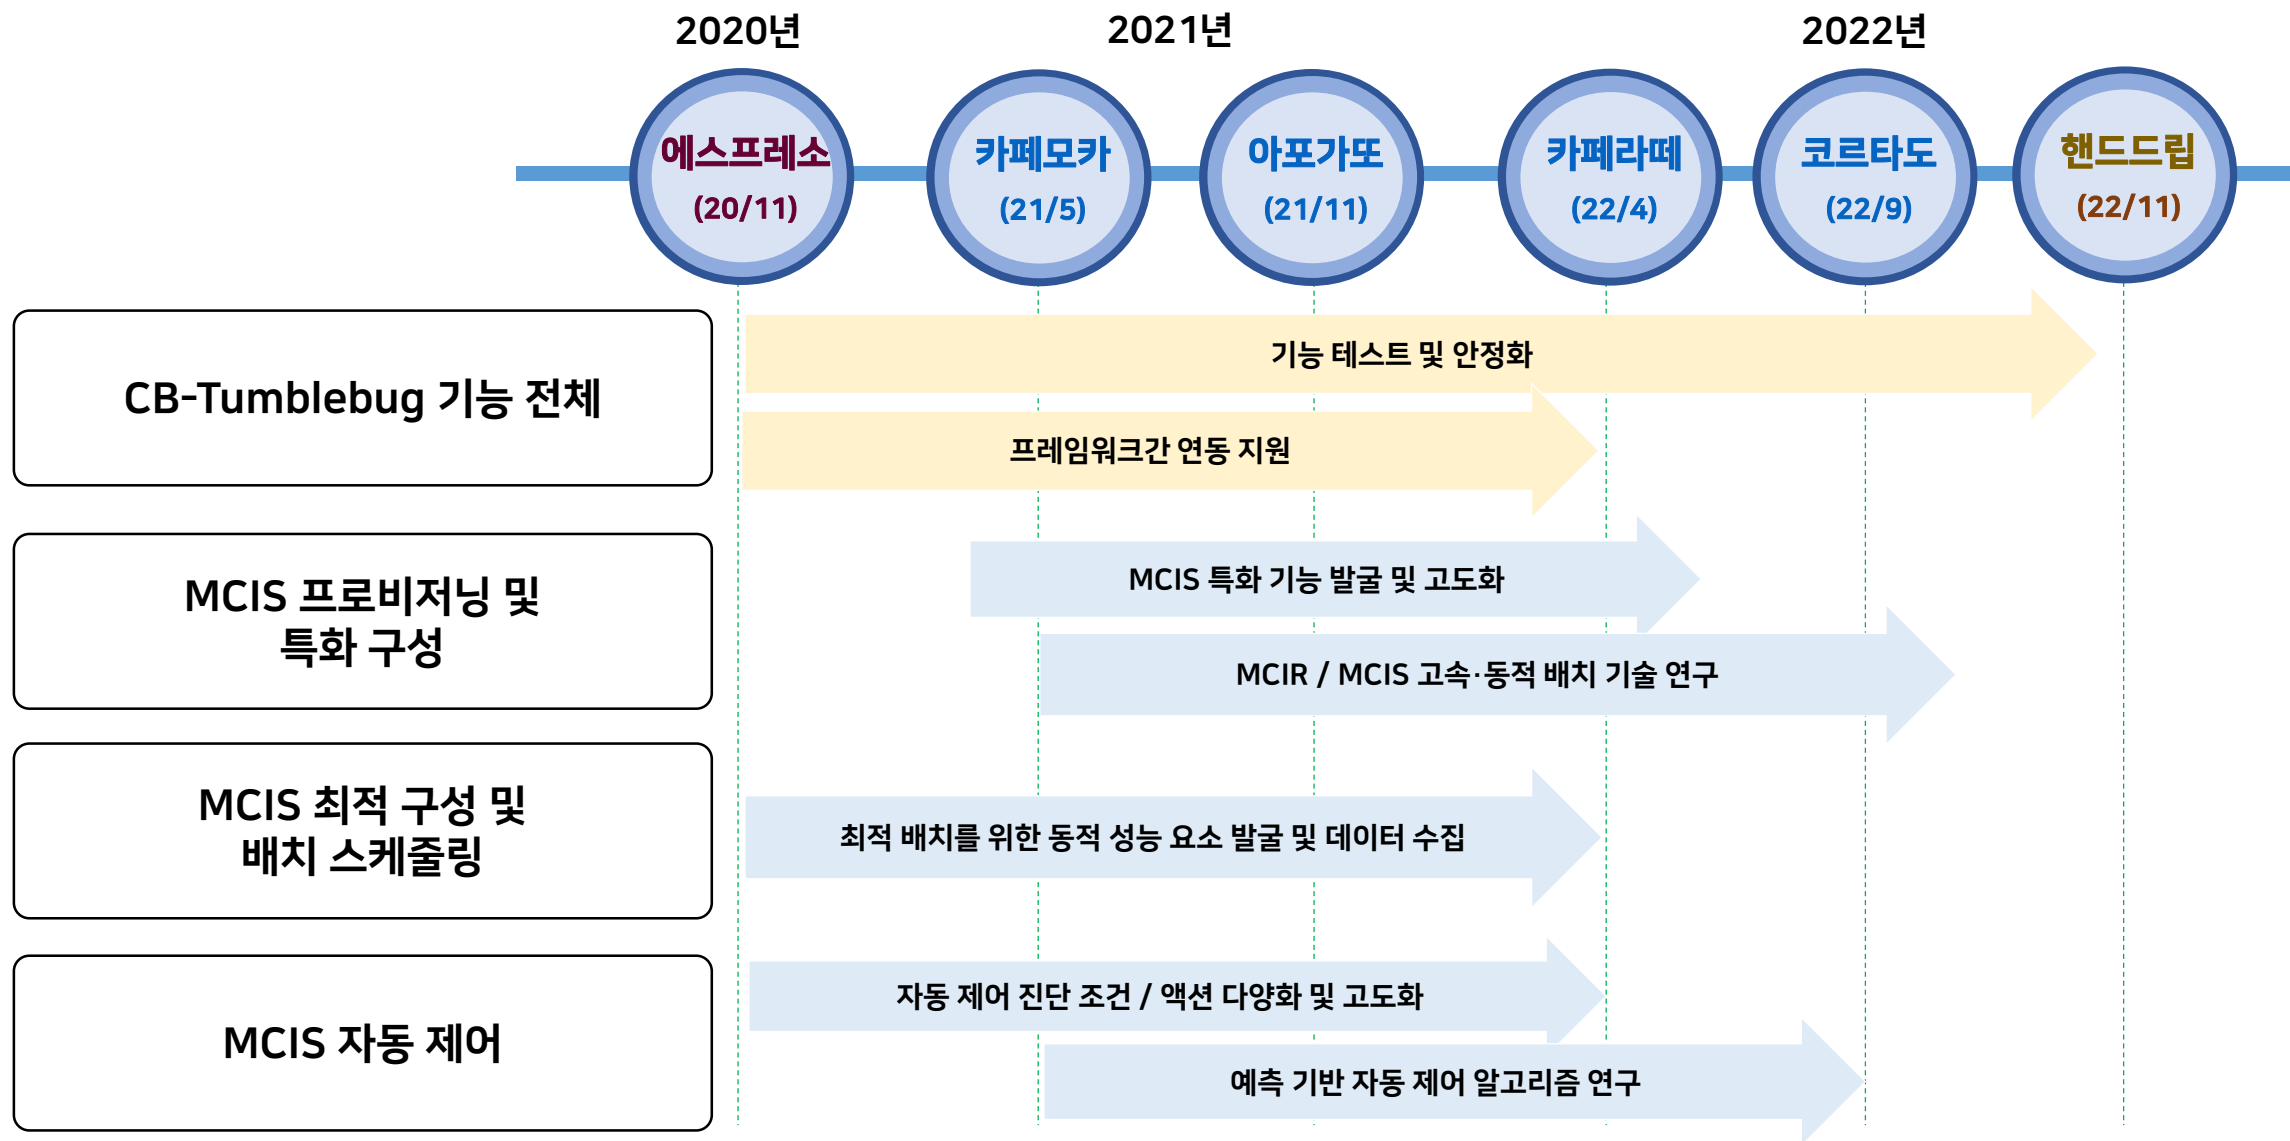 2020년
2021년
2022년
에스프레소
(20/11)
카페모카
(21/5)
아포가또
(21/11)
카페라떼
(22/4)
코르타도
(22/9)
핸드드립
(22/11)
CB-Tumblebug 기능 전체
기능 테스트 및 안정화
프레임워크간 연동 지원
MCIS 프로비저닝 및
특화 구성
MCIS 특화 기능 발굴 및 고도화
MCIR / MCIS 고속·동적 배치 기술 연구
MCIS 최적 구성 및
배치 스케줄링
최적 배치를 위한 동적 성능 요소 발굴 및 데이터 수집
MCIS 자동 제어
자동 제어 진단 조건 / 액션 다양화 및 고도화
예측 기반 자동 제어 알고리즘 연구